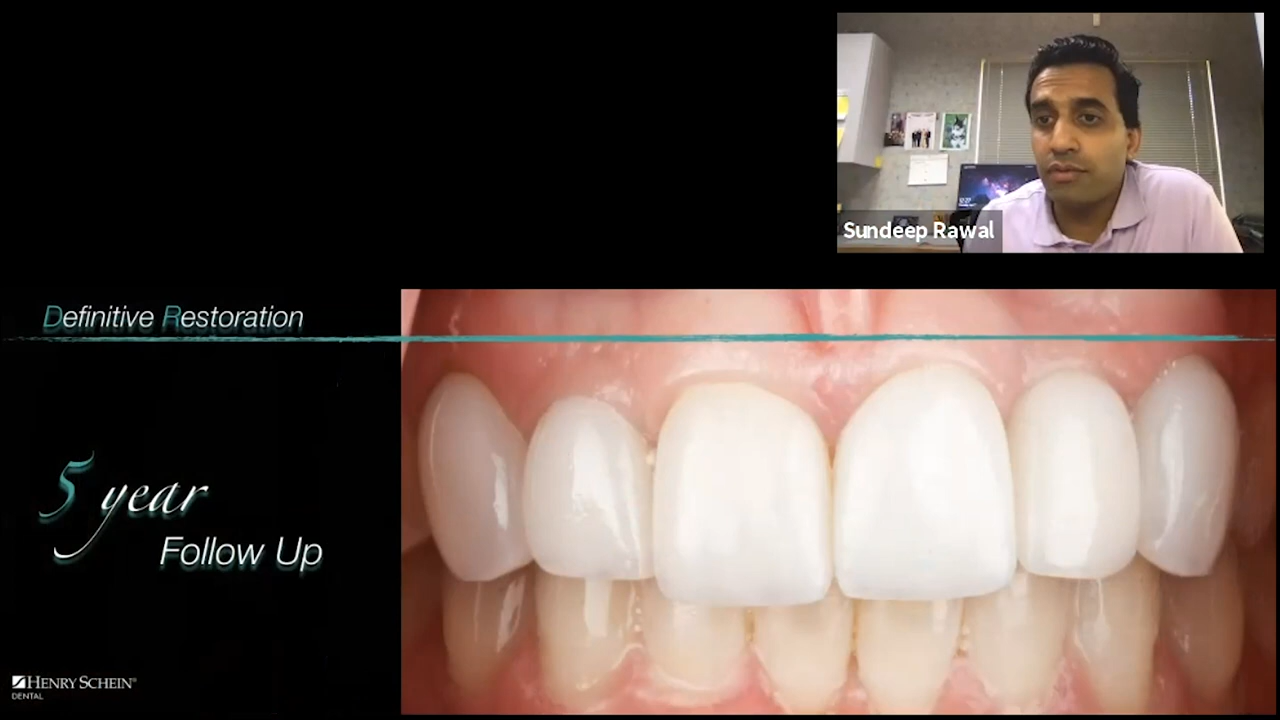 Sundeep Rawal
Definitive Restoration
5 year
Follow Up
HENRY SCHEIN®
DENTAL